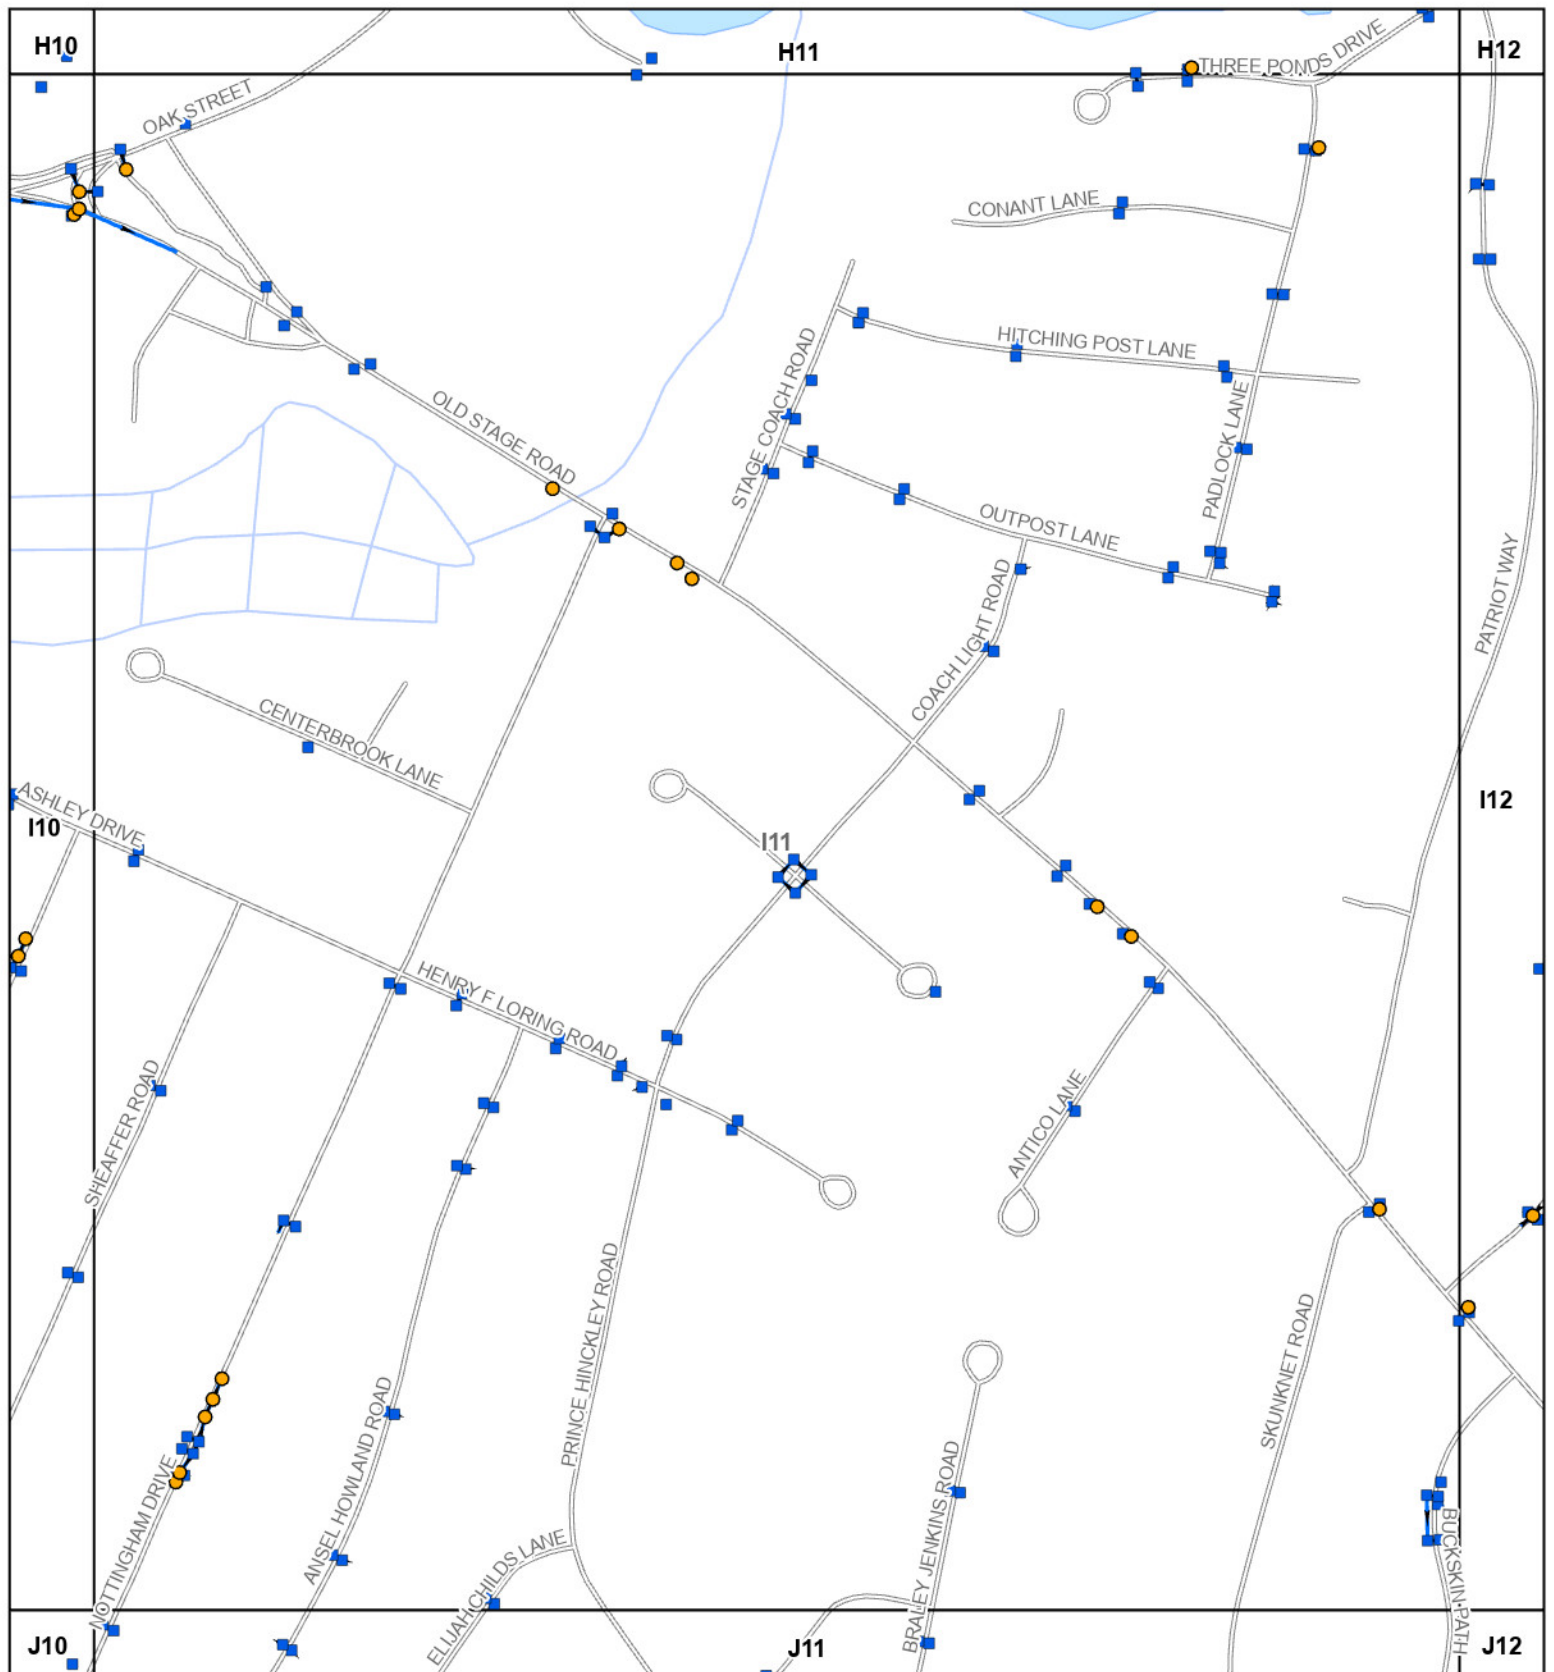 H10
H11
H12
THREE PONDS DRIVE
OAK STREET
CONANT LANE
HITCHING POST LANE
STAGE COACH ROAD
OLD STAGE ROAD
PADLOCK LANE
OUTPOST LANE
PATRIOT WAY
COACH LIGHT ROAD
CENTERBROOK LANE
ASHLEY DRIVE
I10
I11
I12
HENRY F LORING ROAD
SHEAFFER ROAD
ANTICO LANE
PRINCE HINCKLEY ROAD
SKUNKNET ROAD
ANSEL HOWLAND ROAD
NOTTINGHAM DRIVE
BRALEY JENKINS ROAD
ELIJAH CHILDS LANE
BUCKSKIN PATH
J10
J11
J12